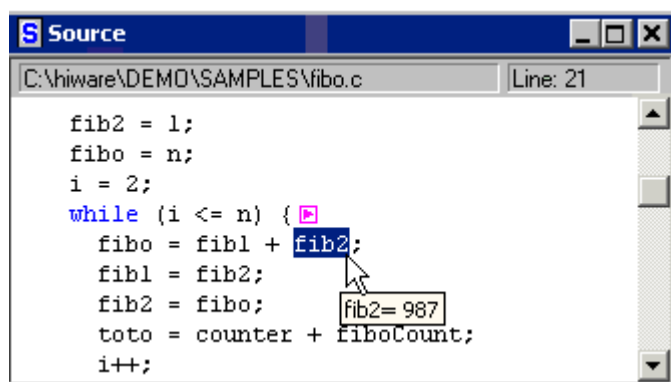 Source
C:\hiware\DEMO\SAMPLES\fibo.c Line: 21
fib2 = 1;
fibo = n;
i = 2;
while (i <= n) {
fibo = fib1 + fib2;
fib1 = fib2;
fib2 = fibo;
fib2= 987
toto = counter + fiboCount;
i++;